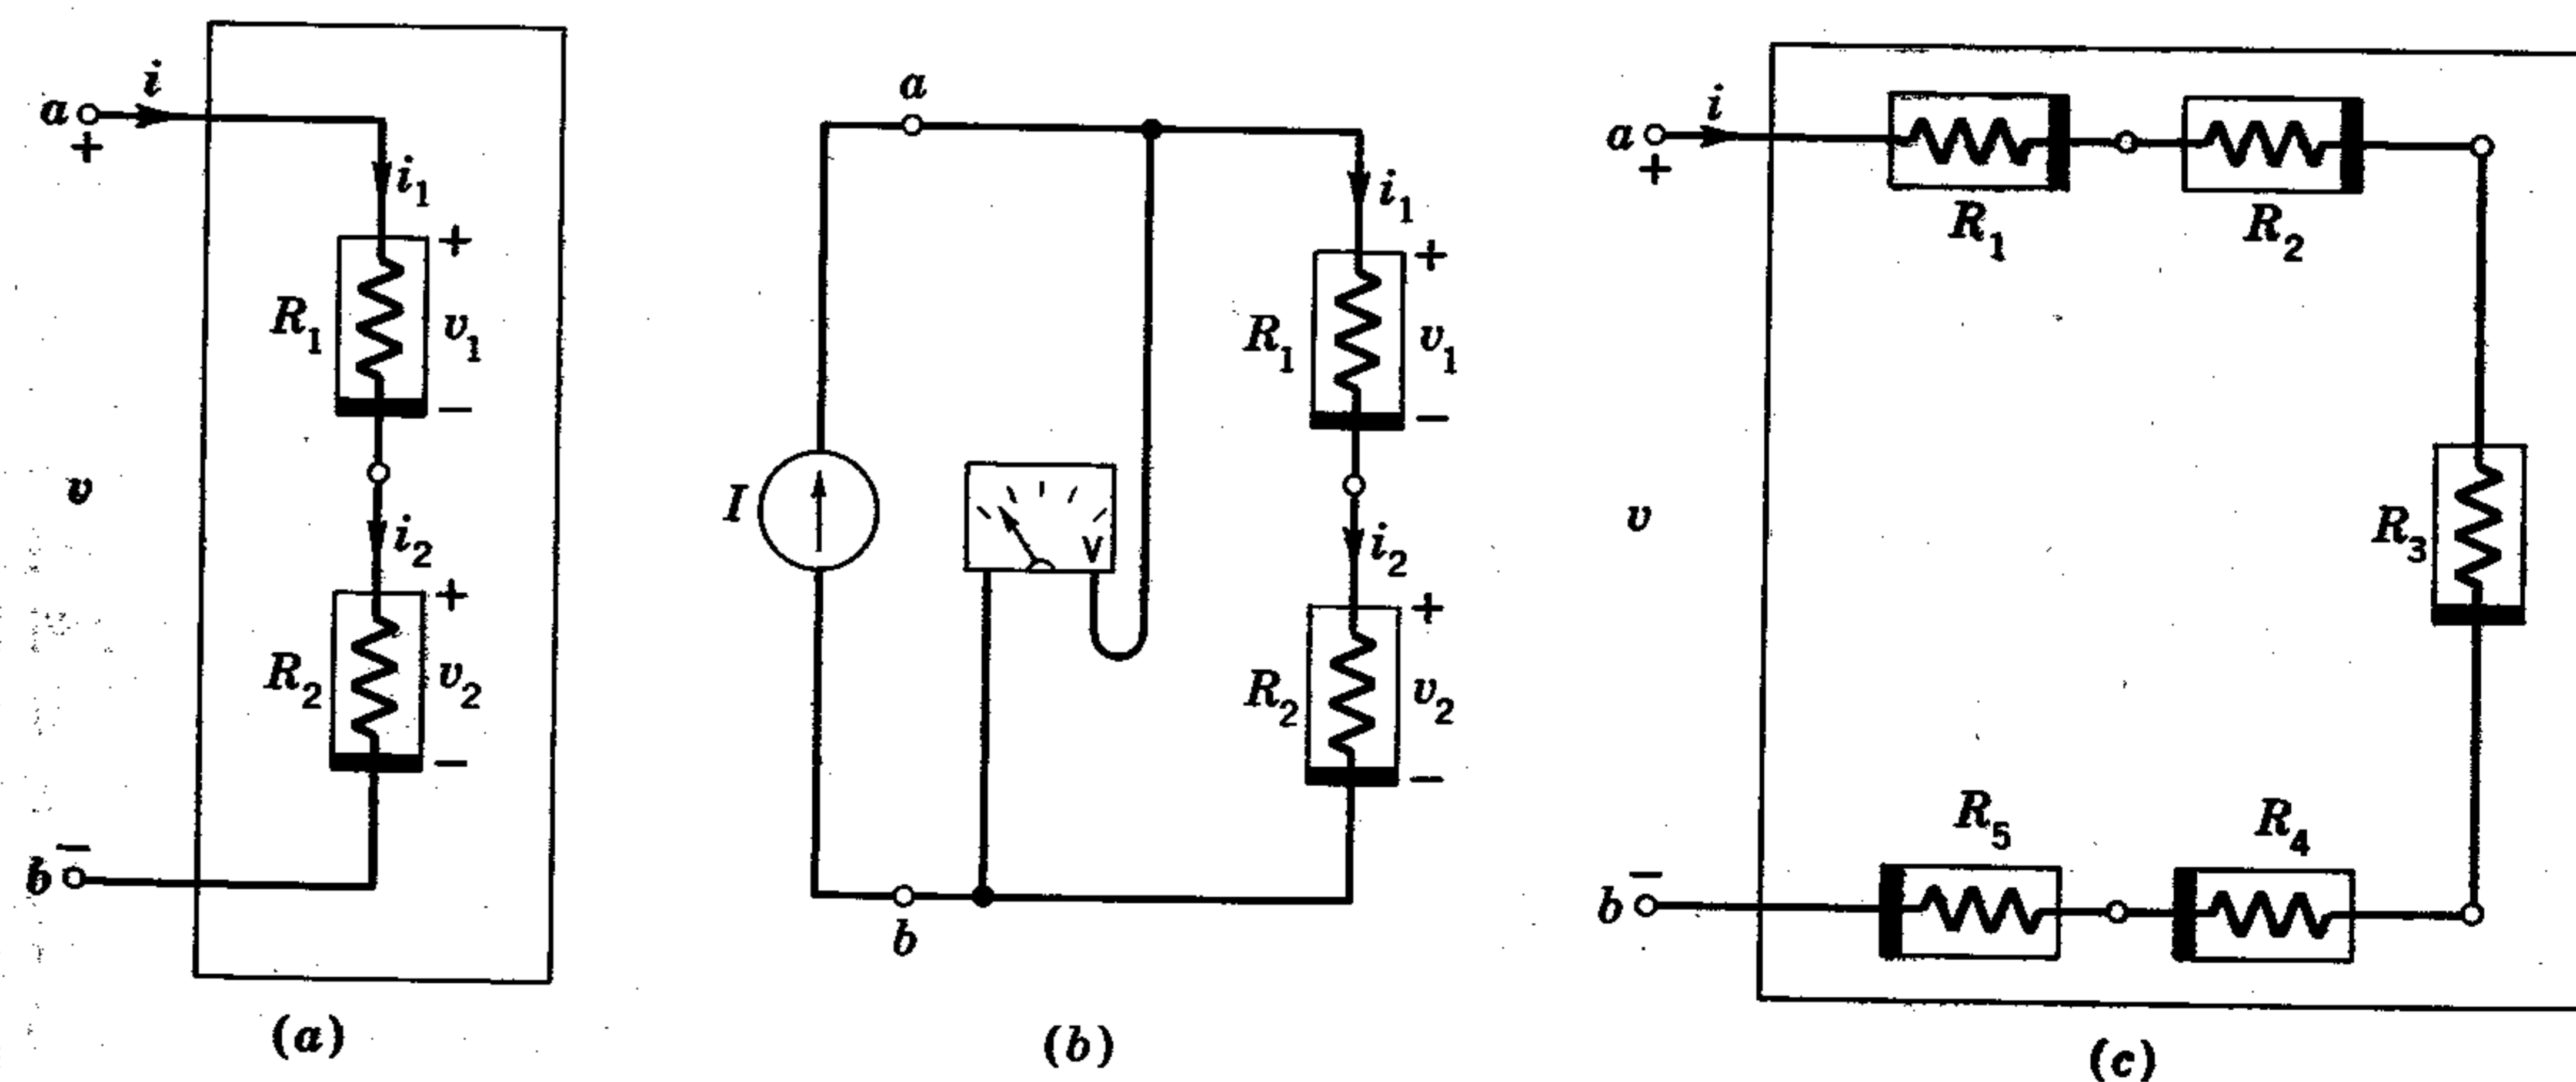 a
i
+
i₁
R₁
+
v₁
−
v
i₂
R₂
+
v₂
−
−
b
(a)
a
i₁
I
V
R₁
+
v₁
−
i₂
R₂
+
v₂
−
b
(b)
a
i
+
R₁
R₂
v
R₃
R₅
R₄
−
b
(c)